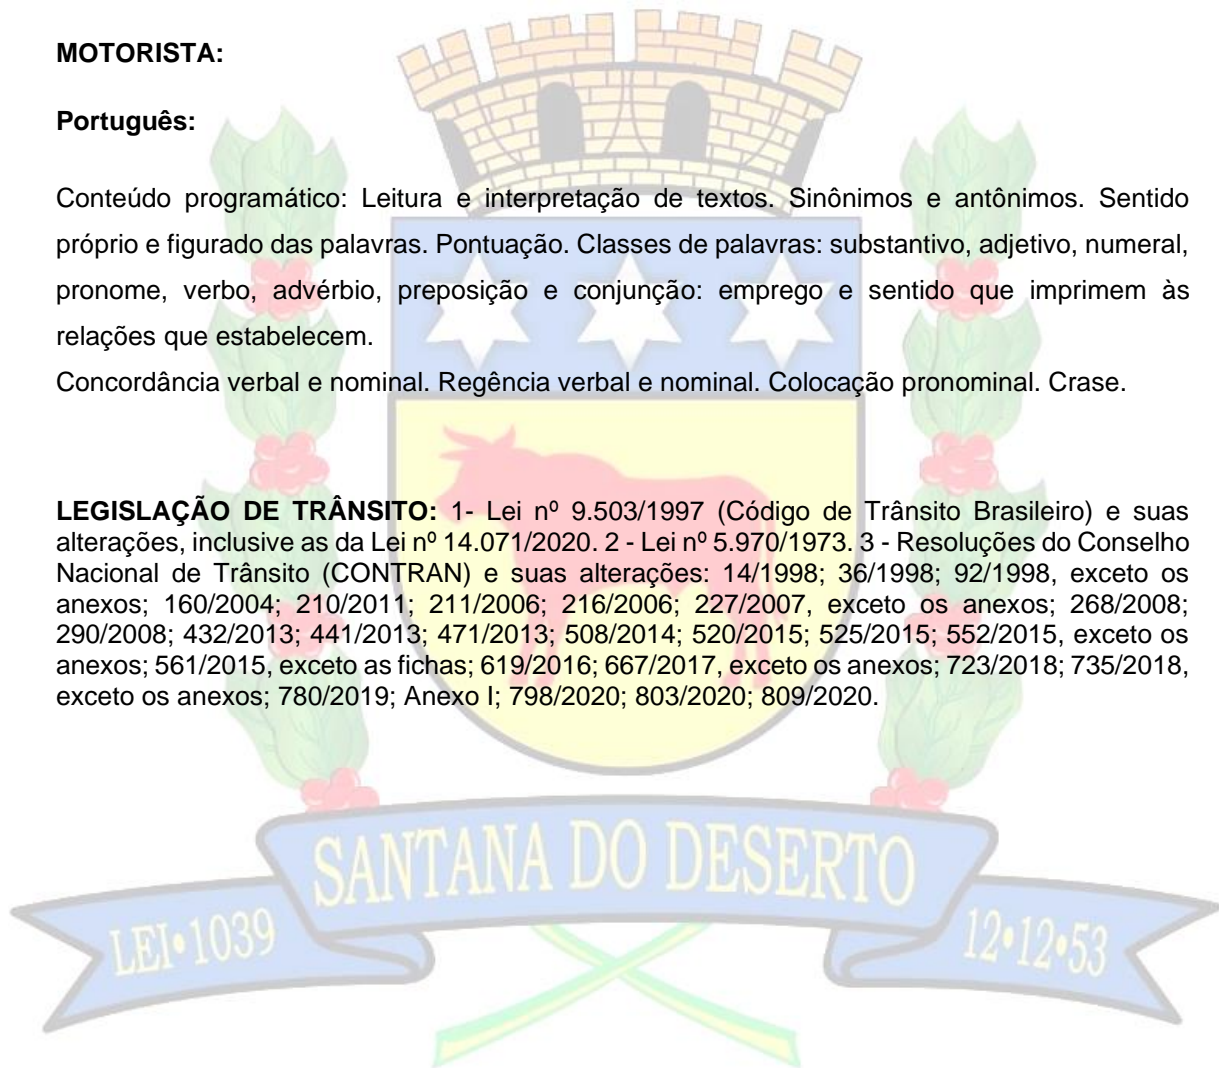 MOTORISTA:
Português:
Conteúdo programático: Leitura e interpretação de textos. Sinônimos e antônimos. Sentido
próprio e figurado das palavras. Pontuação. Classes de palavras: substantivo, adjetivo, numeral,
pronome, verbo, advérbio, preposição e conjunção: emprego e sentido que imprimem às
relações que estabelecem.
Concordância verbal e nominal. Regência verbal e nominal. Colocação pronominal. Crase.
LEGISLAÇÃO DE TRÂNSITO: 1- Lei nº 9.503/1997 (Código de Trânsito Brasileiro) e suas
alterações, inclusive as da Lei nº 14.071/2020. 2 - Lei nº 5.970/1973. 3 - Resoluções do Conselho
Nacional de Trânsito (CONTRAN) e suas alterações: 14/1998; 36/1998; 92/1998, exceto os
anexos; 160/2004; 210/2011; 211/2006; 216/2006; 227/2007, exceto os anexos; 268/2008;
290/2008; 432/2013; 441/2013; 471/2013; 508/2014; 520/2015; 525/2015; 552/2015, exceto os
anexos; 561/2015, exceto as fichas; 619/2016; 667/2017, exceto os anexos; 723/2018; 735/2018,
exceto os anexos; 780/2019; Anexo I; 798/2020; 803/2020; 809/2020.
SANTANA DO DESERTO
LEI•1039
12•12•53